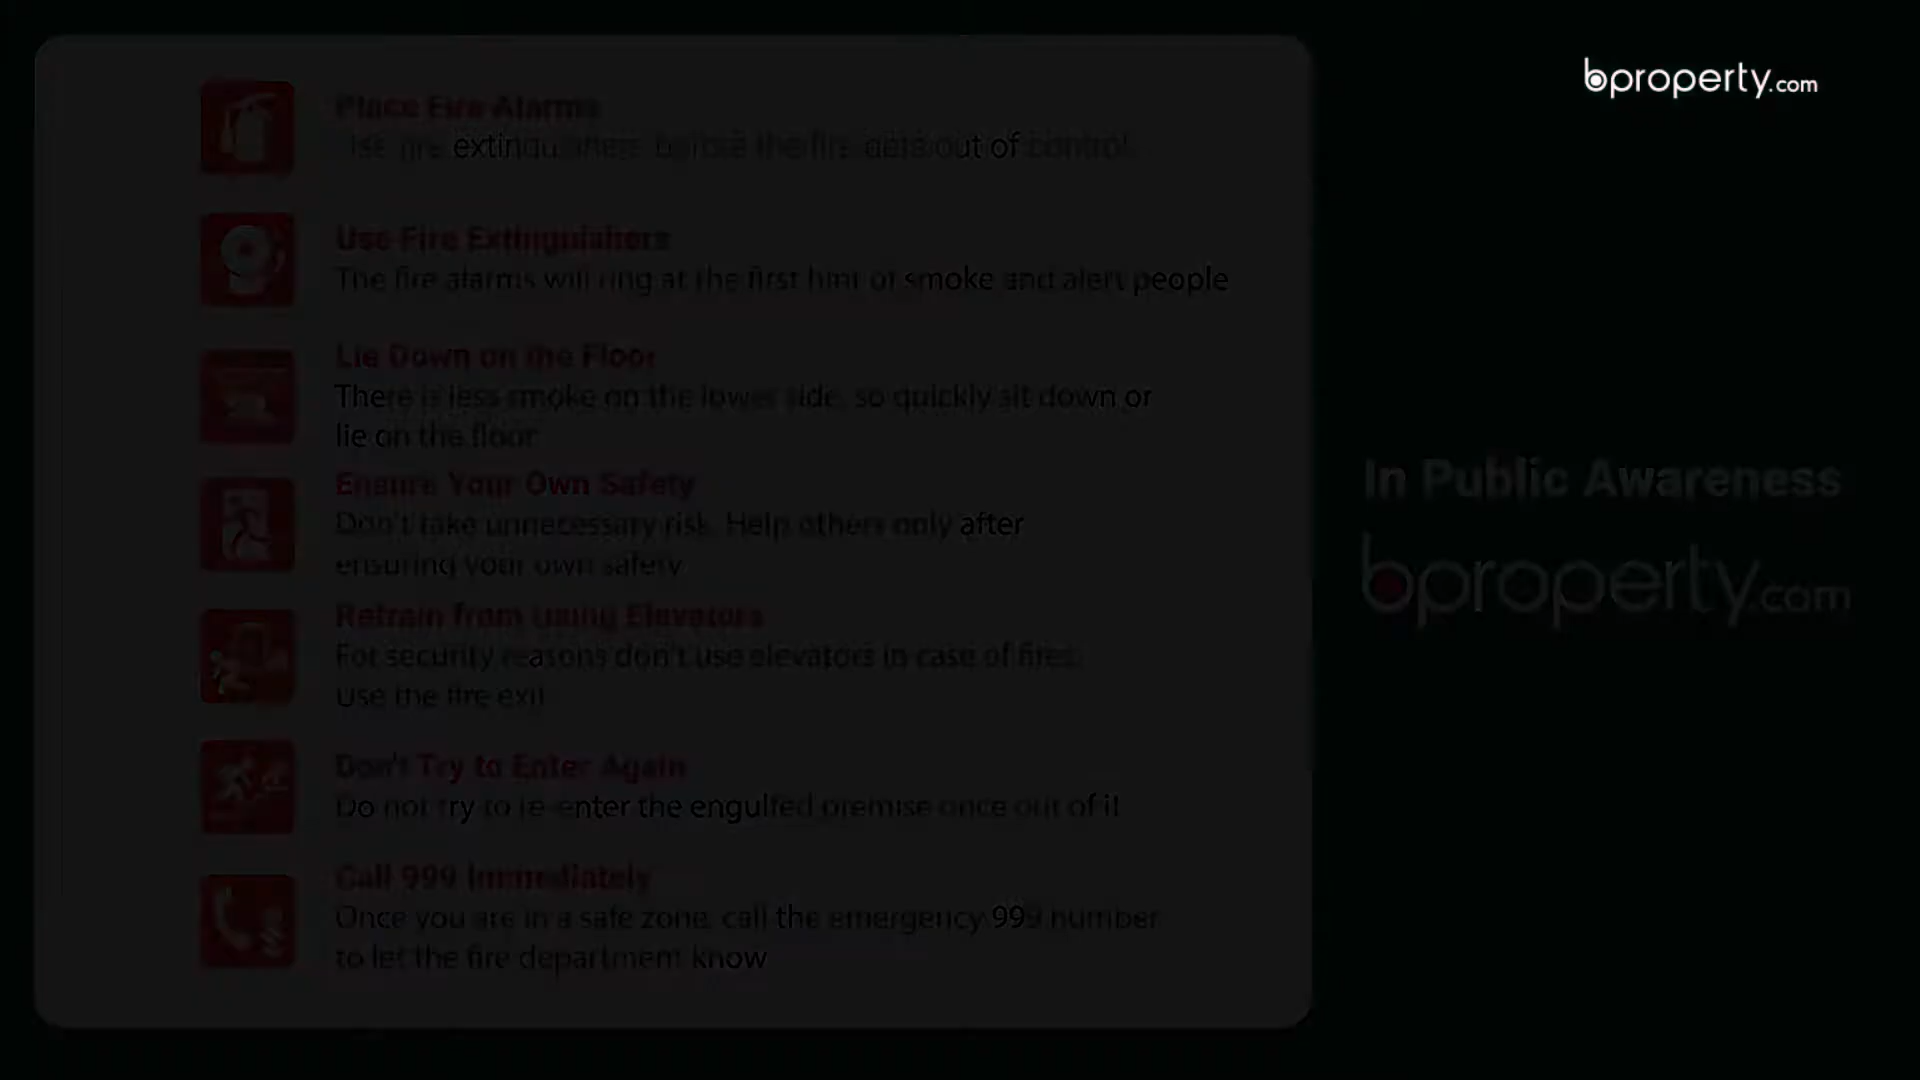 bproperty.com
Place Fire Alarms
Use fire extinguishers before the fire gets out of control.
Use Fire Extinguishers
The fire alarms will ring at the first hint of smoke and alert people
Lie Down on the Floor
There is less smoke on the lower side, so quickly sit down or
lie on the floor
Ensure Your Own Safety
Don't take unnecessary risk. Help others only after
ensuring your own safety
Refrain from using Elevators
For security reasons don't use elevators in case of fires.
Use the fire exit
Don't Try to Enter Again
Do not try to re-enter the engulfed premise once out of it
Call 999 Immediately
Once you are in a safe zone, call the emergency 999 number
to let the fire department know
In Public Awareness
bproperty.com